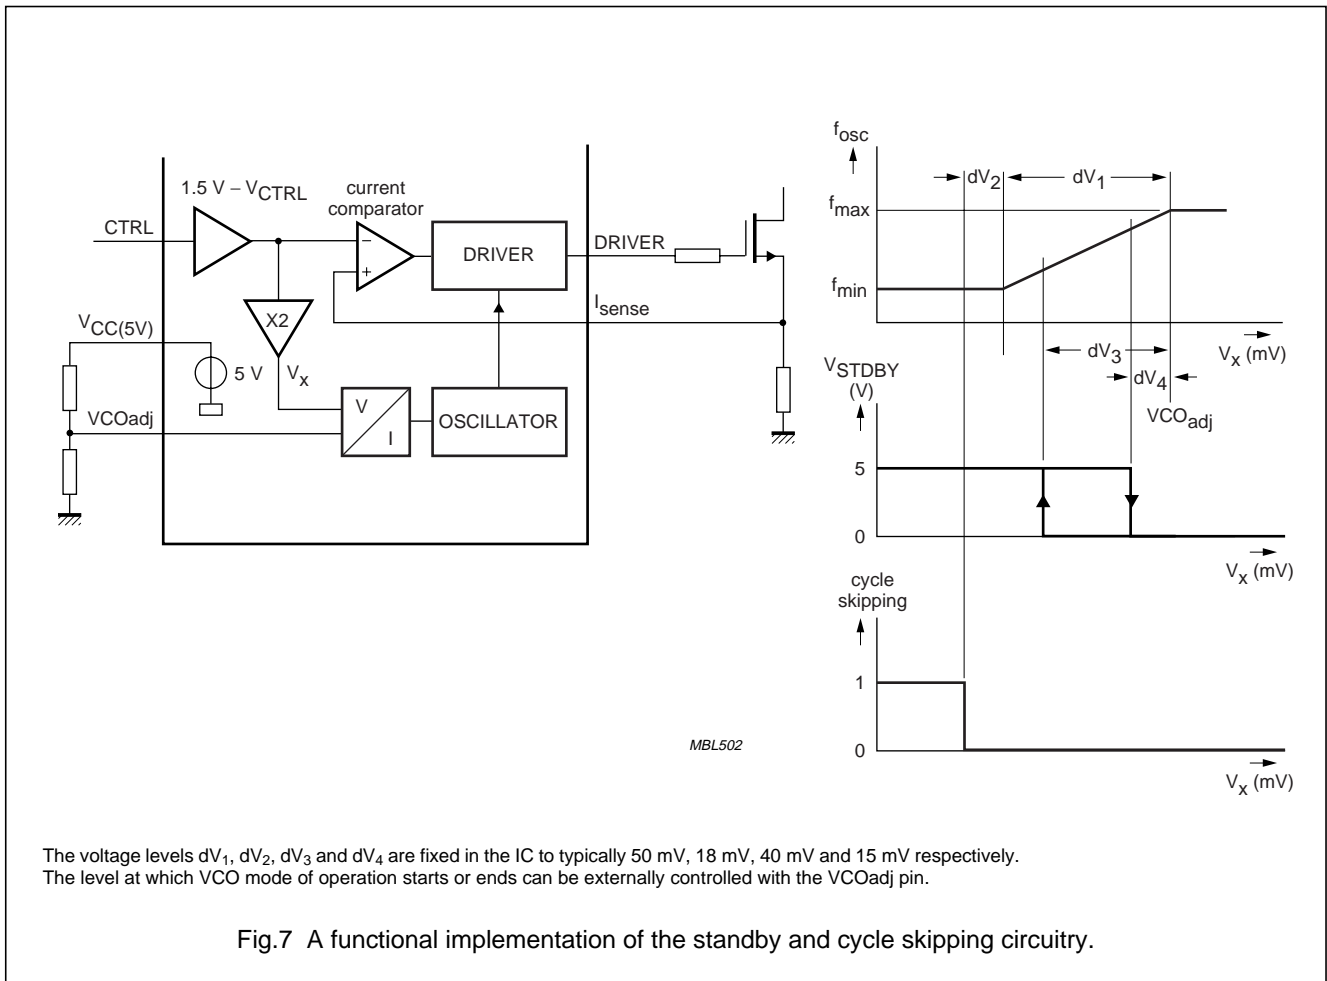 1.5 V – VCTRL
current
comparator
CTRL
−
+
DRIVER
DRIVER
Isense
X2
VCC(5V)
5 V
Vx
V
I
OSCILLATOR
VCOadj
fosc
dV2
dV1
fmax
fmin
dV3
Vx (mV)
dV4
VCOadj
VSTDBY
(V)
5
0
Vx (mV)
cycle
skipping
1
0
Vx (mV)
MBL502
The voltage levels dV1, dV2, dV3 and dV4 are fixed in the IC to typically 50 mV, 18 mV, 40 mV and 15 mV respectively.
The level at which VCO mode of operation starts or ends can be externally controlled with the VCOadj pin.
Fig.7 A functional implementation of the standby and cycle skipping circuitry.